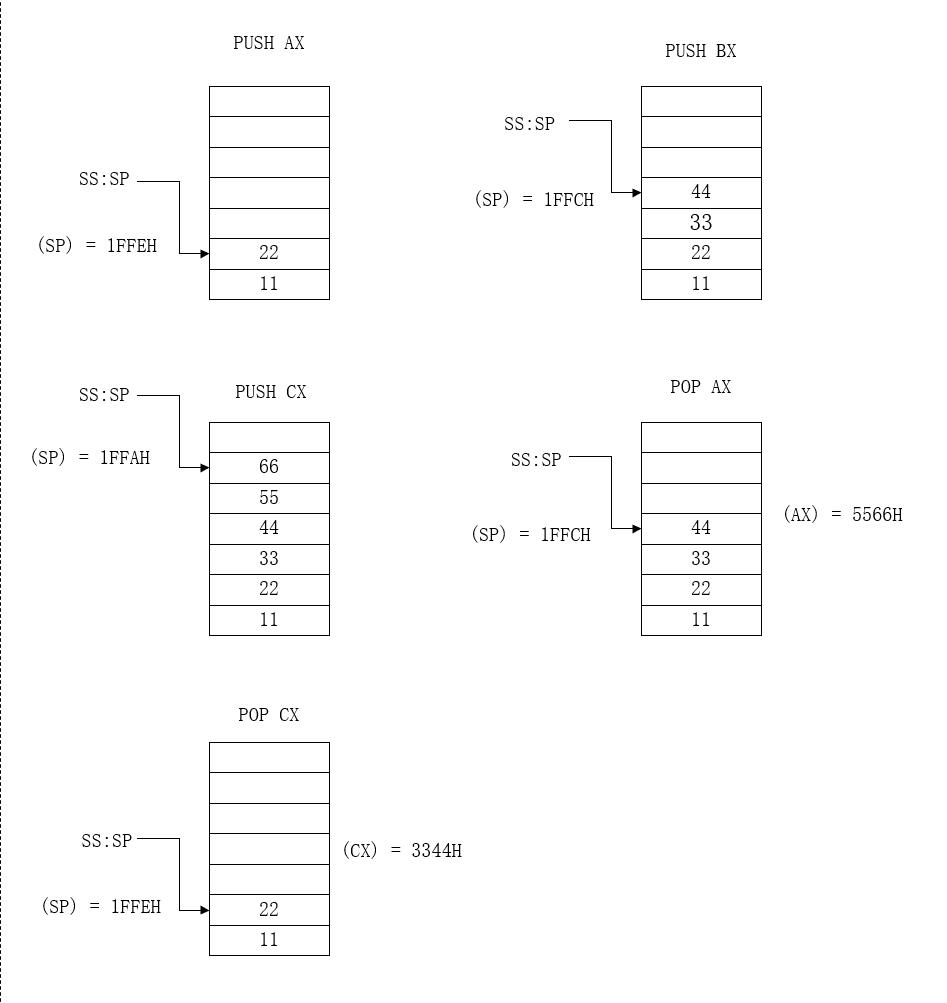 PUSH AX
SS:SP
(SP) = 1FFEH
22
11
PUSH BX
SS:SP
(SP) = 1FFCH
44
33
22
11
PUSH CX
SS:SP
(SP) = 1FFAH
66
55
44
33
22
11
POP AX
SS:SP
(SP) = 1FFCH
44
33
22
11
(AX) = 5566H
POP CX
SS:SP
(SP) = 1FFEH
(CX) = 3344H
22
11